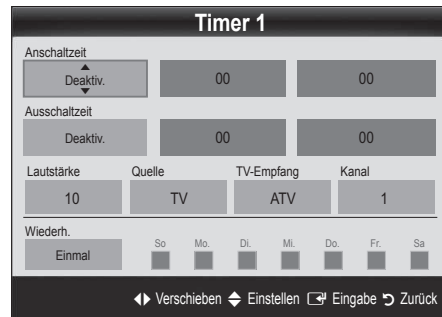 Timer 1
Anschaltzeit
Deaktiv. 00 00
Ausschaltzeit
Deaktiv. 00 00
Lautstärke Quelle TV-Empfang Kanal
10 TV ATV 1
Wiederh.
So Mo. Di. Mi. Do. Fr. Sa
Einmal
Verschieben Einstellen Eingabe Zurück